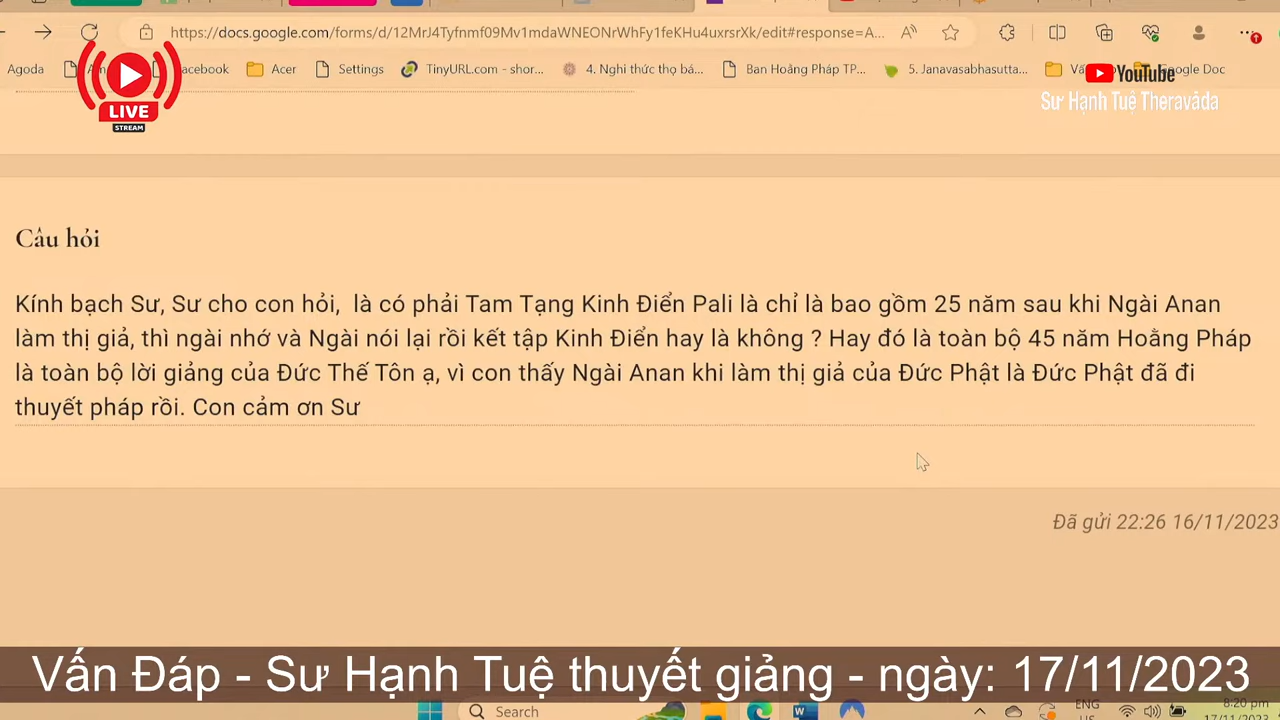 https://docs.google.com/forms/d/12MrJ4Tyfnmf09Mv1mdaWNEONrWhFy1feKHu4uxrsrXk/edit#response=A...
Agoda
Facebook
Acer
Settings
TinyURL.com - shor...
4. Nghi thức thọ bá...
Ban Hoằng Pháp TP...
5. Janavasabhasutta...
Google Doc
LIVE
STREAM
YouTube
Sư Hạnh Tuệ Theravāda
Câu hỏi
Kính bạch Sư, Sư cho con hỏi, là có phải Tam Tạng Kinh Điển Pali là chỉ là bao gồm 25 năm sau khi Ngài Anan
làm thị giả, thì ngài nhớ và Ngài nói lại rồi kết tập Kinh Điển hay là không ? Hay đó là toàn bộ 45 năm Hoằng Pháp
là toàn bộ lời giảng của Đức Thế Tôn ạ, vì con thấy Ngài Anan khi làm thị giả của Đức Phật là Đức Phật đã đi
thuyết pháp rồi. Con cảm ơn Sư
Đã gửi 22:26 16/11/2023
Vấn Đáp - Sư Hạnh Tuệ thuyết giảng - ngày: 17/11/2023
Search
ENG
8:20 pm
17/11/2023